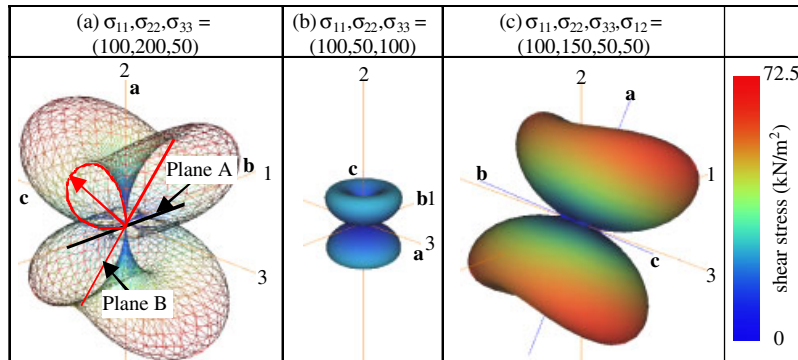 (a) σ11,σ22,σ33 =
(100,200,50)
(b) σ11,σ22,σ33 =
(100,50,100)
(c) σ11,σ22,σ33,σ12 =
(100,150,50,50)
2
a
Plane A
b
1
c
3
Plane B
2
c
b1
3
a
2
a
b
1
c
3
72.5
shear stress (kN/m²)
0